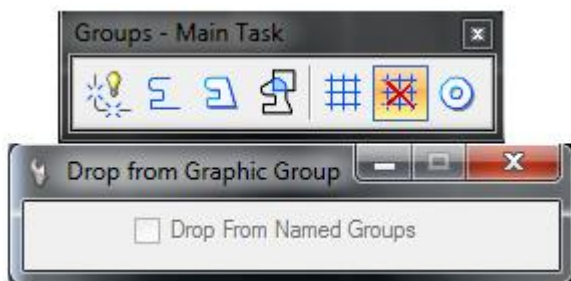 Groups - Main Task
Drop from Graphic Group
Drop From Named Groups